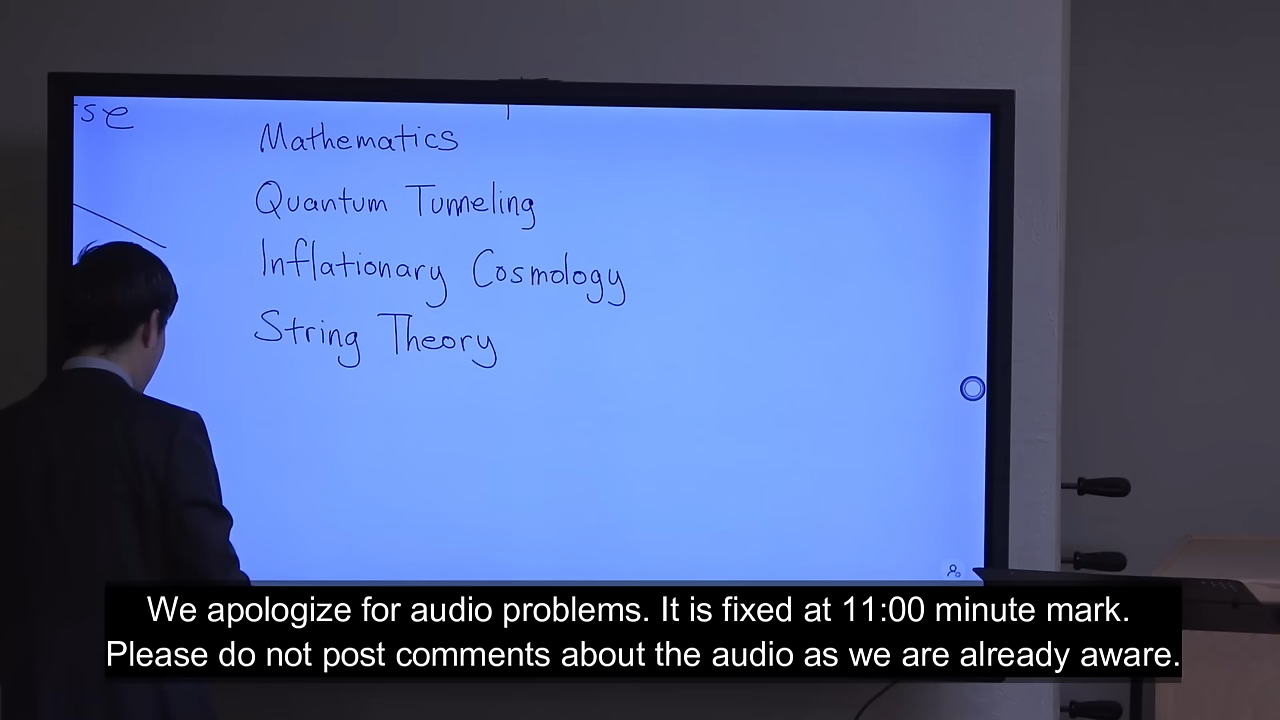 se
Mathematics
Quantum Tunneling
Inflationary Cosmology
String Theory
We apologize for audio problems. It is fixed at 11:00 minute mark.
Please do not post comments about the audio as we are already aware.